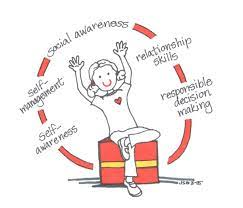 social awareness
relationship
skills
self-
management
responsible
decision
making
self-
awareness